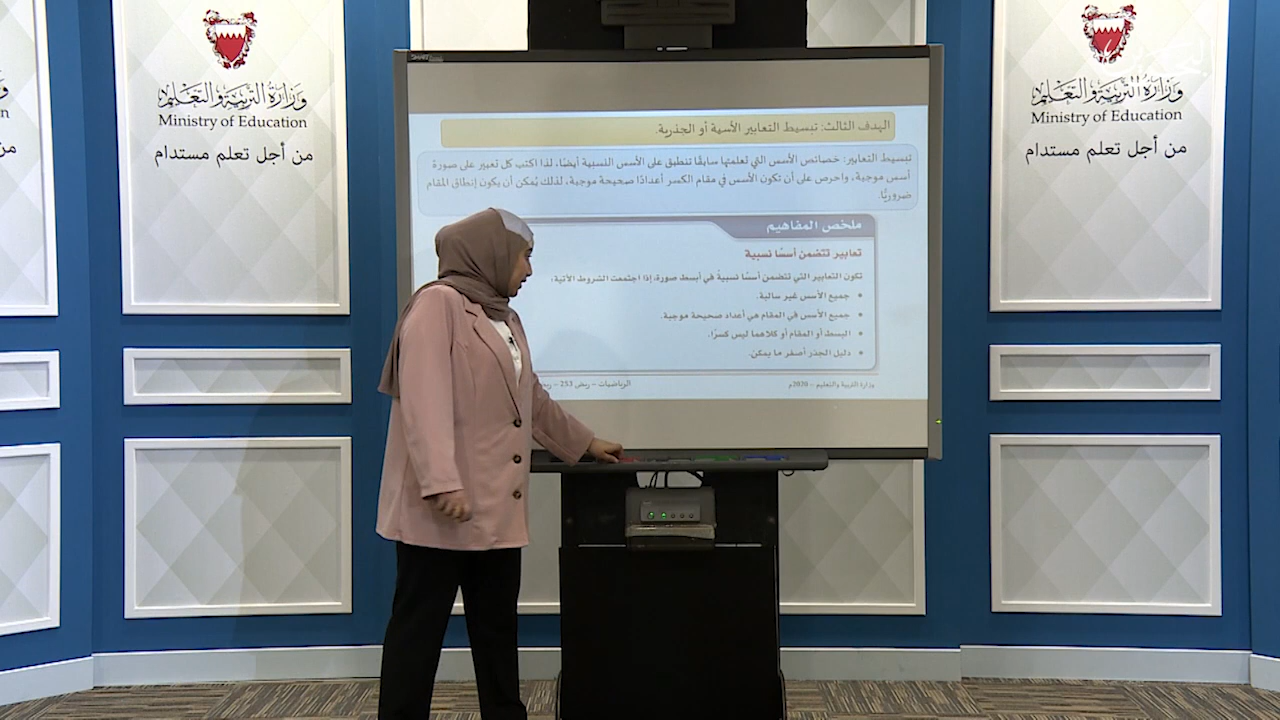 وزارة التربية والتعليم
Ministry of Education
من أجل تعلم مستدام
وزارة التربية والتعليم
Ministry of Education
من أجل تعلم مستدام
الهدف الثالث: تبسيط التعابير الأسية أو الجذرية.
تبسيط التعابير: خصائص الأسس التي تعلمتها سابقًا تنطبق على الأسس النسبية أيضًا، لذا اكتب كل تعبير على صورة
أسس موجبة، واحرص على أن تكون الأسس في مقام الكسر أعدادًا صحيحة موجبة، لذلك يُمكن أن يكون إنطاق المقام
ضروريًا.
ملخص المفاهيم
تعابير تتضمن أسسًا نسبية
تكون التعابير التي تتضمن أسسًا نسبيةً في أبسط صورة، إذا اجتمعت الشروط الآتية:
• جميع الأسس غير سالبة.
• جميع الأسس في المقام هي أعداد صحيحة موجبة.
• البسط أو المقام أو كلاهما ليس كسرًا.
• دليل الجذر أصغر ما يمكن.
وزارة التربية والتعليم – 2020م
الرياضيات – ريض 253 –